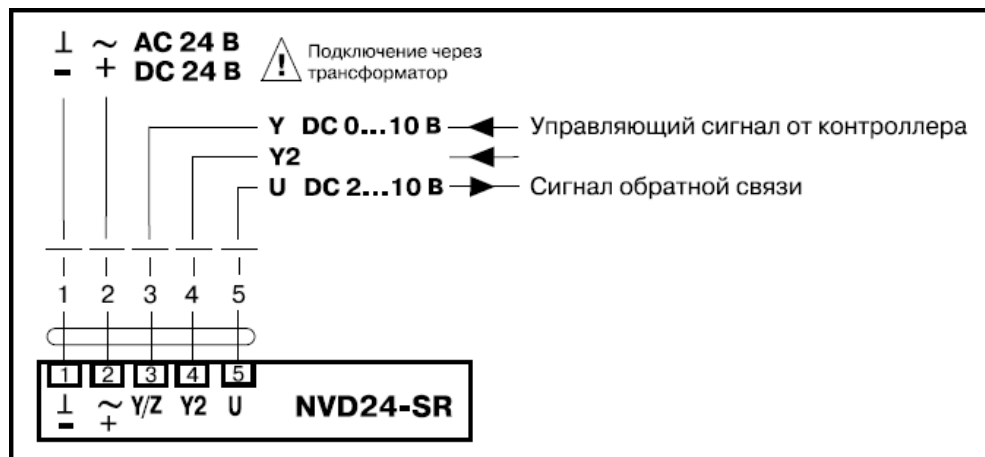 ⊥ ~ AC 24 В
– + DC 24 В
Подключение через
трансформатор
Y DC 0...10 В
Управляющий сигнал от контроллера
Y2
U DC 2...10 В
Сигнал обратной связи
1 2 3 4 5
1 2 3 4 5
⊥ ~ Y/Z Y2 U
– +
NVD24-SR